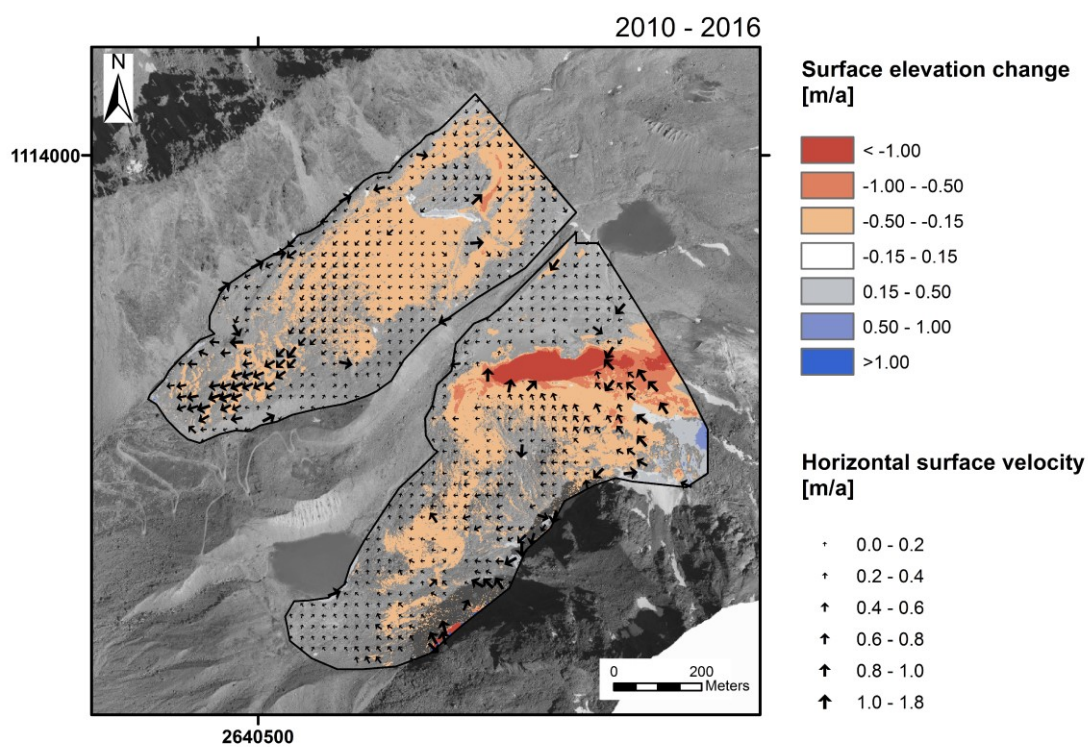 2010 - 2016
N
1114000
2640500
0 200
Meters
Surface elevation change
[m/a]
< -1.00
-1.00 - -0.50
-0.50 - -0.15
-0.15 - 0.15
0.15 - 0.50
0.50 - 1.00
>1.00
Horizontal surface velocity
[m/a]
0.0 - 0.2
0.2 - 0.4
0.4 - 0.6
0.6 - 0.8
0.8 - 1.0
1.0 - 1.8